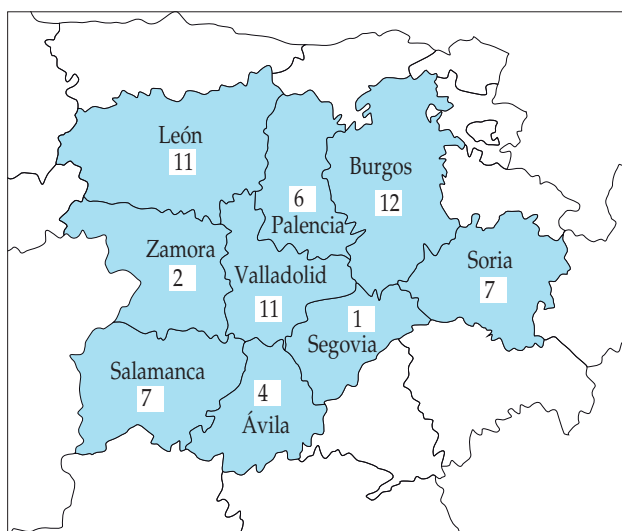 León
11
Burgos
12
6
Palencia
Zamora
2
Valladolid
11
Soria
7
1
Segovia
Salamanca
7
4
Ávila